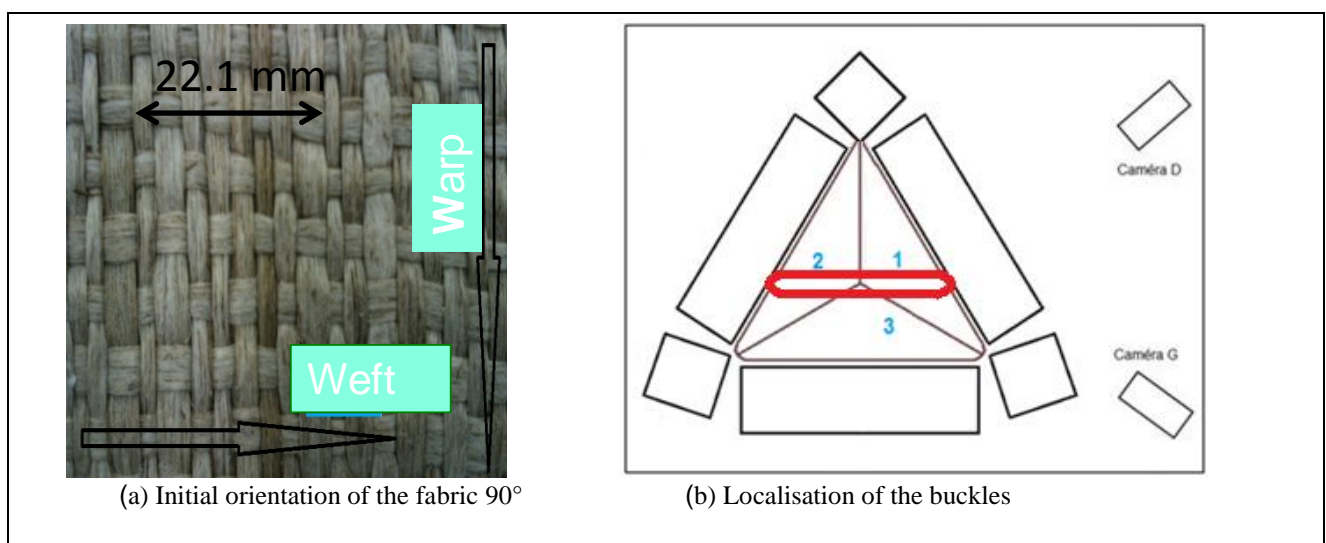 22.1 mm
Warp
Weft
Caméra D
2
1
3
Caméra G
(a) Initial orientation of the fabric 90°
(b) Localisation of the buckles